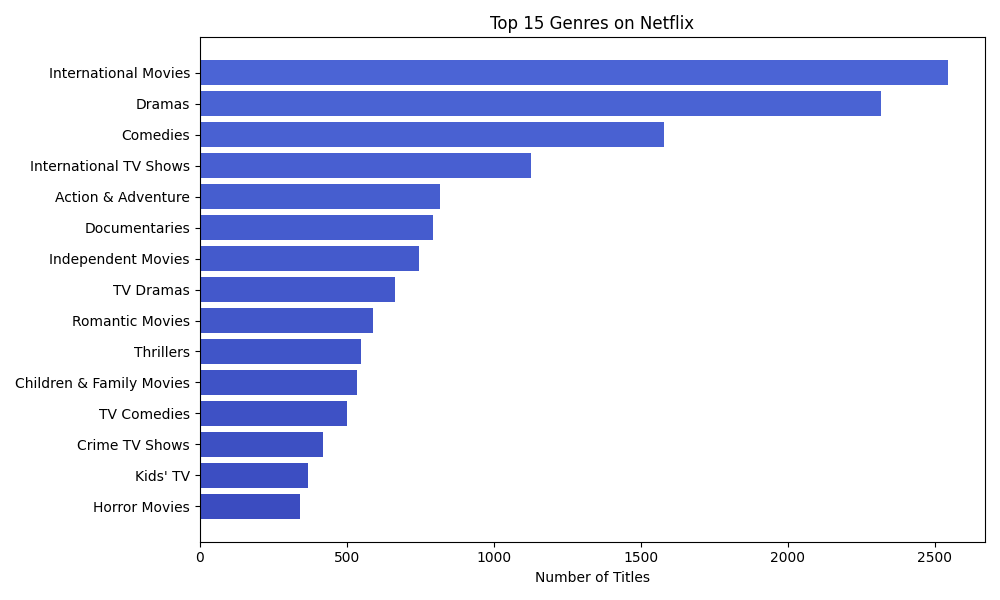 Top 15 Genres on Netflix
International Movies
Dramas
Comedies
International TV Shows
Action & Adventure
Documentaries
Independent Movies
TV Dramas
Romantic Movies
Thrillers
Children & Family Movies
TV Comedies
Crime TV Shows
Kids' TV
Horror Movies
0 500 1000 1500 2000 2500
Number of Titles